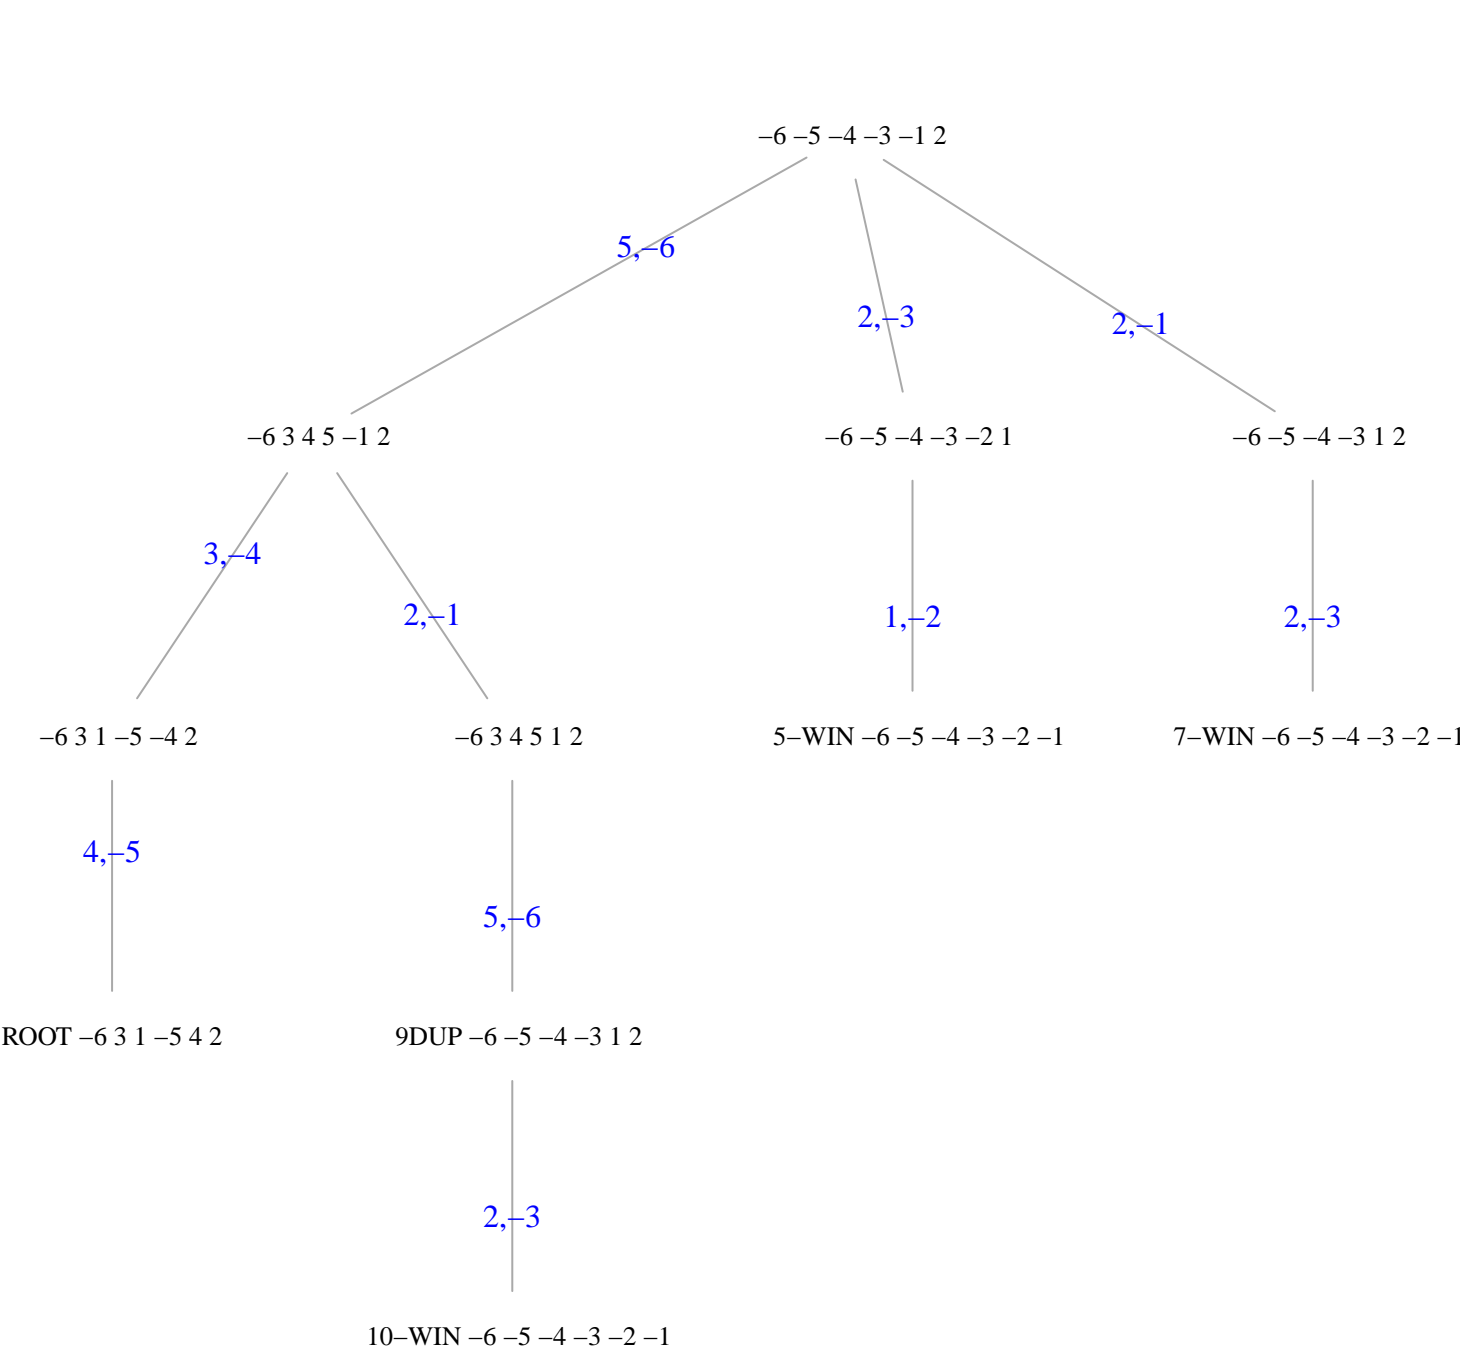 –6 –5 –4 –3 –1 2
5,–6
2,–3
2,–1
–6 3 4 5 –1 2
–6 –5 –4 –3 –2 1
–6 –5 –4 –3 1 2
3,–4
2,–1
1,–2
2,–3
–6 3 1 –5 –4 2
–6 3 4 5 1 2
5–WIN –6 –5 –4 –3 –2 –1
7–WIN –6 –5 –4 –3 –2 –1
4,–5
5,–6
ROOT –6 3 1 –5 4 2
9DUP –6 –5 –4 –3 1 2
2,–3
10–WIN –6 –5 –4 –3 –2 –1